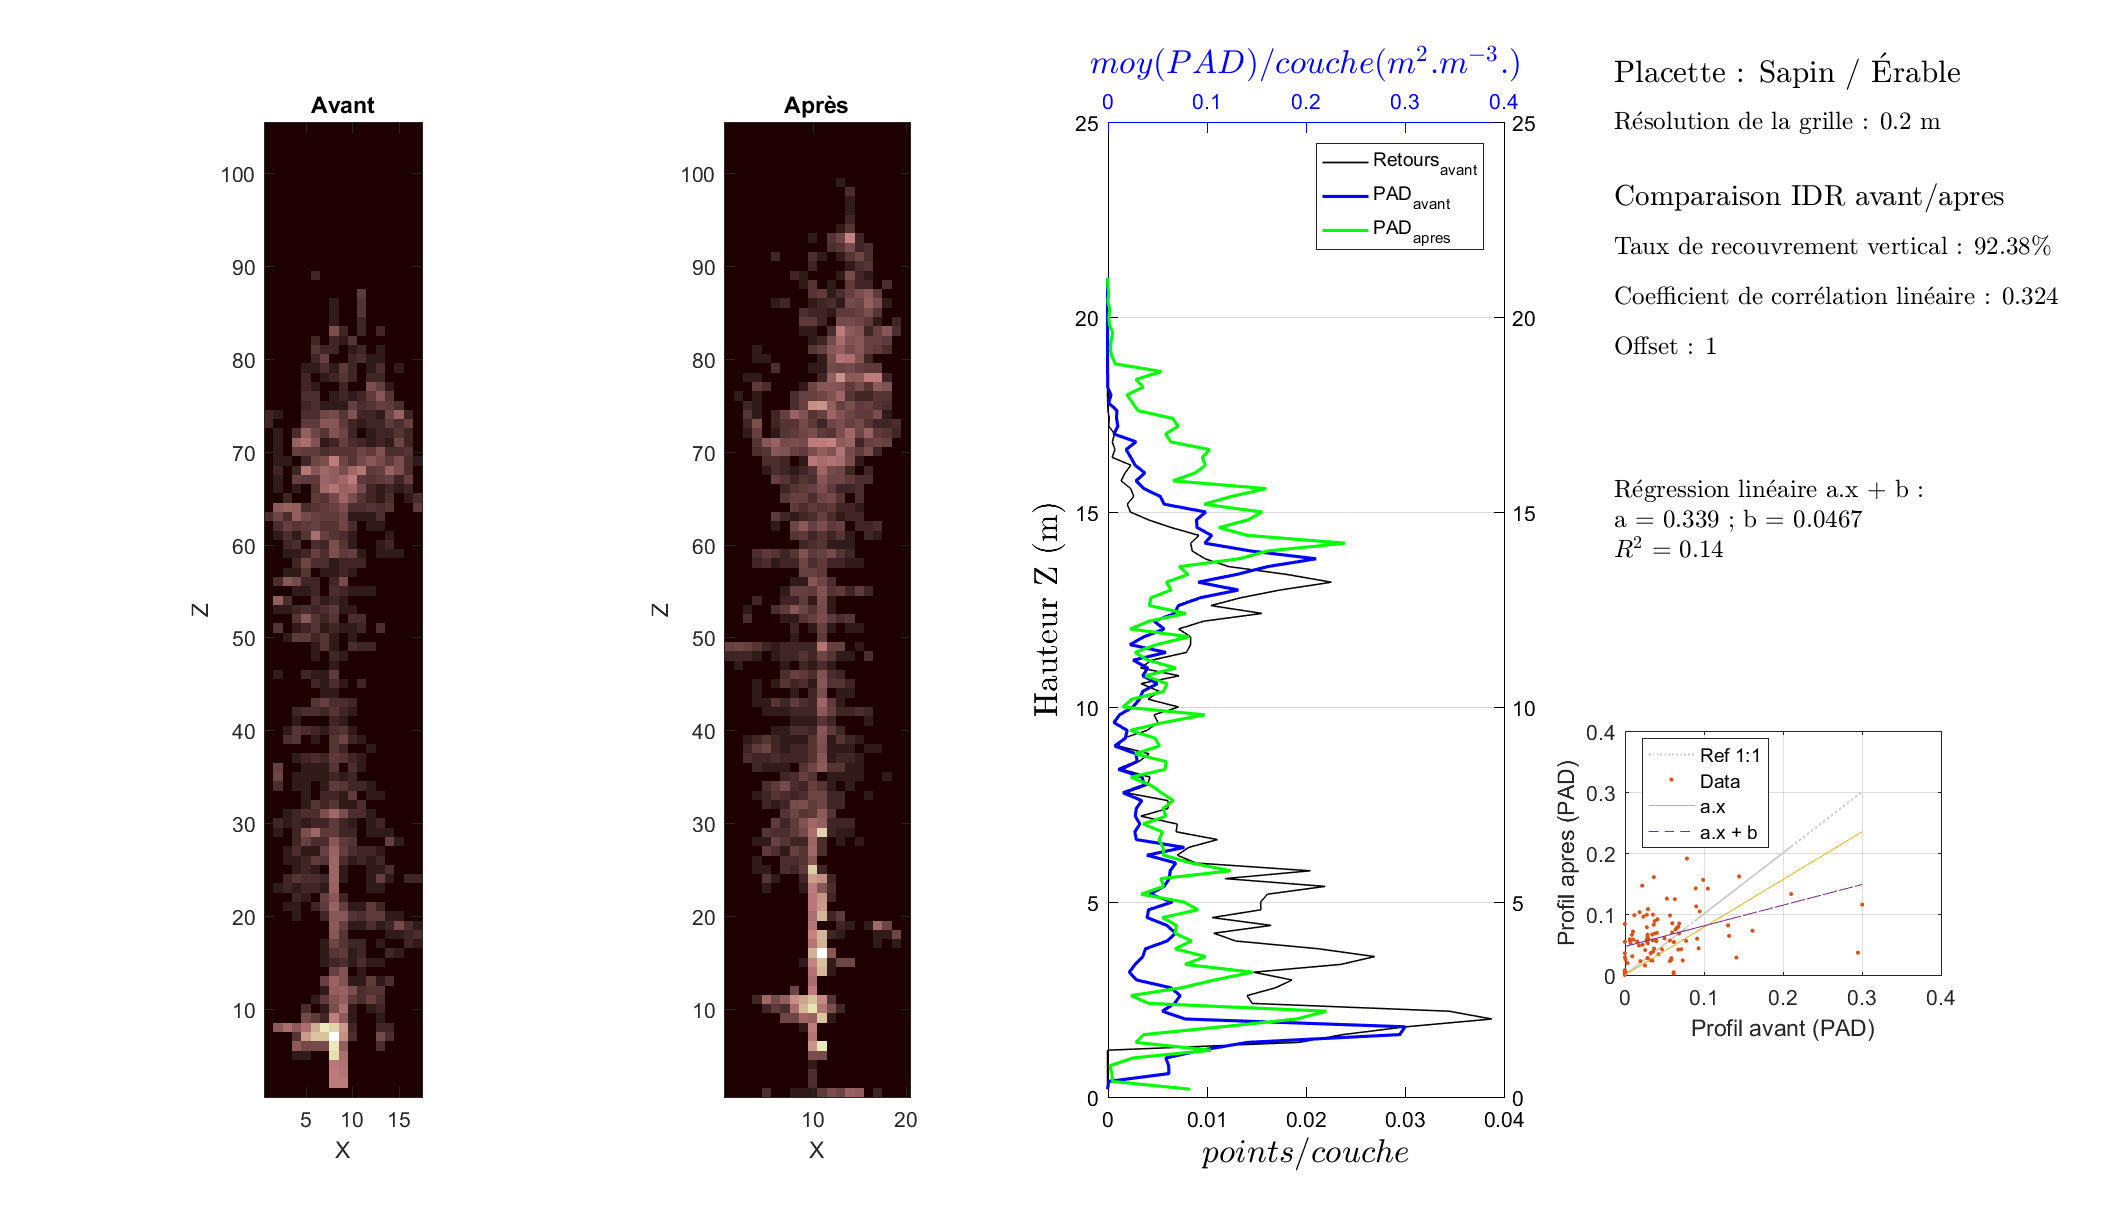 Avant
100
90
80
70
60
50
40
30
20
10
Z
5 10 15
X
Après
100
90
80
70
60
50
40
30
20
10
Z
10 20
X
moy(PAD)/couche(m².m⁻³.)
0 0.1 0.2 0.3 0.4
25 25
20 20
15 15
10 10
5 5
0 0
Hauteur Z (m)
Retours avant
PAD avant
PAD apres
0 0.01 0.02 0.03 0.04
points/couche
Placette : Sapin / Érable
Résolution de la grille : 0.2 m
Comparaison IDR avant/apres
Taux de recouvrement vertical : 92.38%
Coefficient de corrélation linéaire : 0.324
Offset : 1
Régression linéaire a.x + b :
a = 0.339 ; b = 0.0467
R² = 0.14
0.4
0.3
0.2
0.1
0
Profil apres (PAD)
Ref 1:1
Data
a.x
a.x + b
0 0.1 0.2 0.3 0.4
Profil avant (PAD)